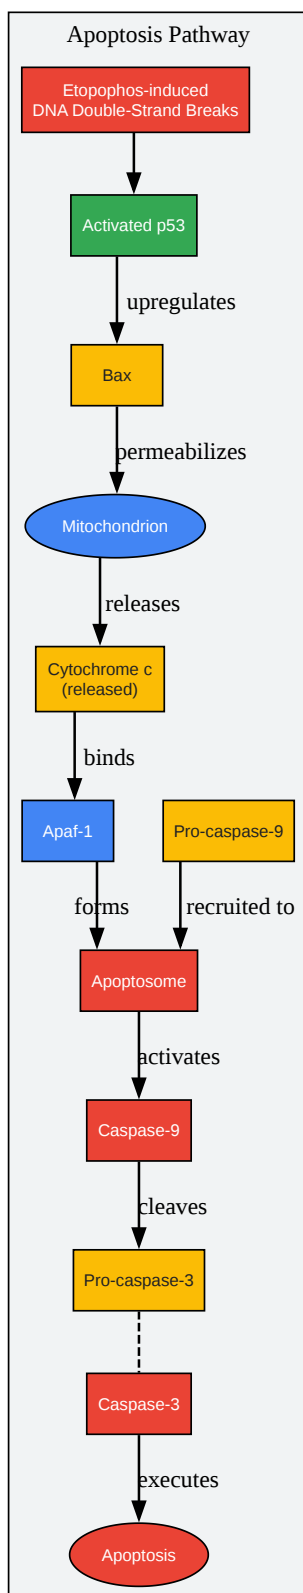 Apoptosis Pathway
Etopophos-induced
DNA Double-Strand Breaks
Activated p53
upregulates
Bax
permeabilizes
Mitochondrion
releases
Cytochrome c
(released)
binds
Apaf-1
Pro-caspase-9
forms
recruited to
Apoptosome
activates
Caspase-9
cleaves
Pro-caspase-3
Caspase-3
executes
Apoptosis